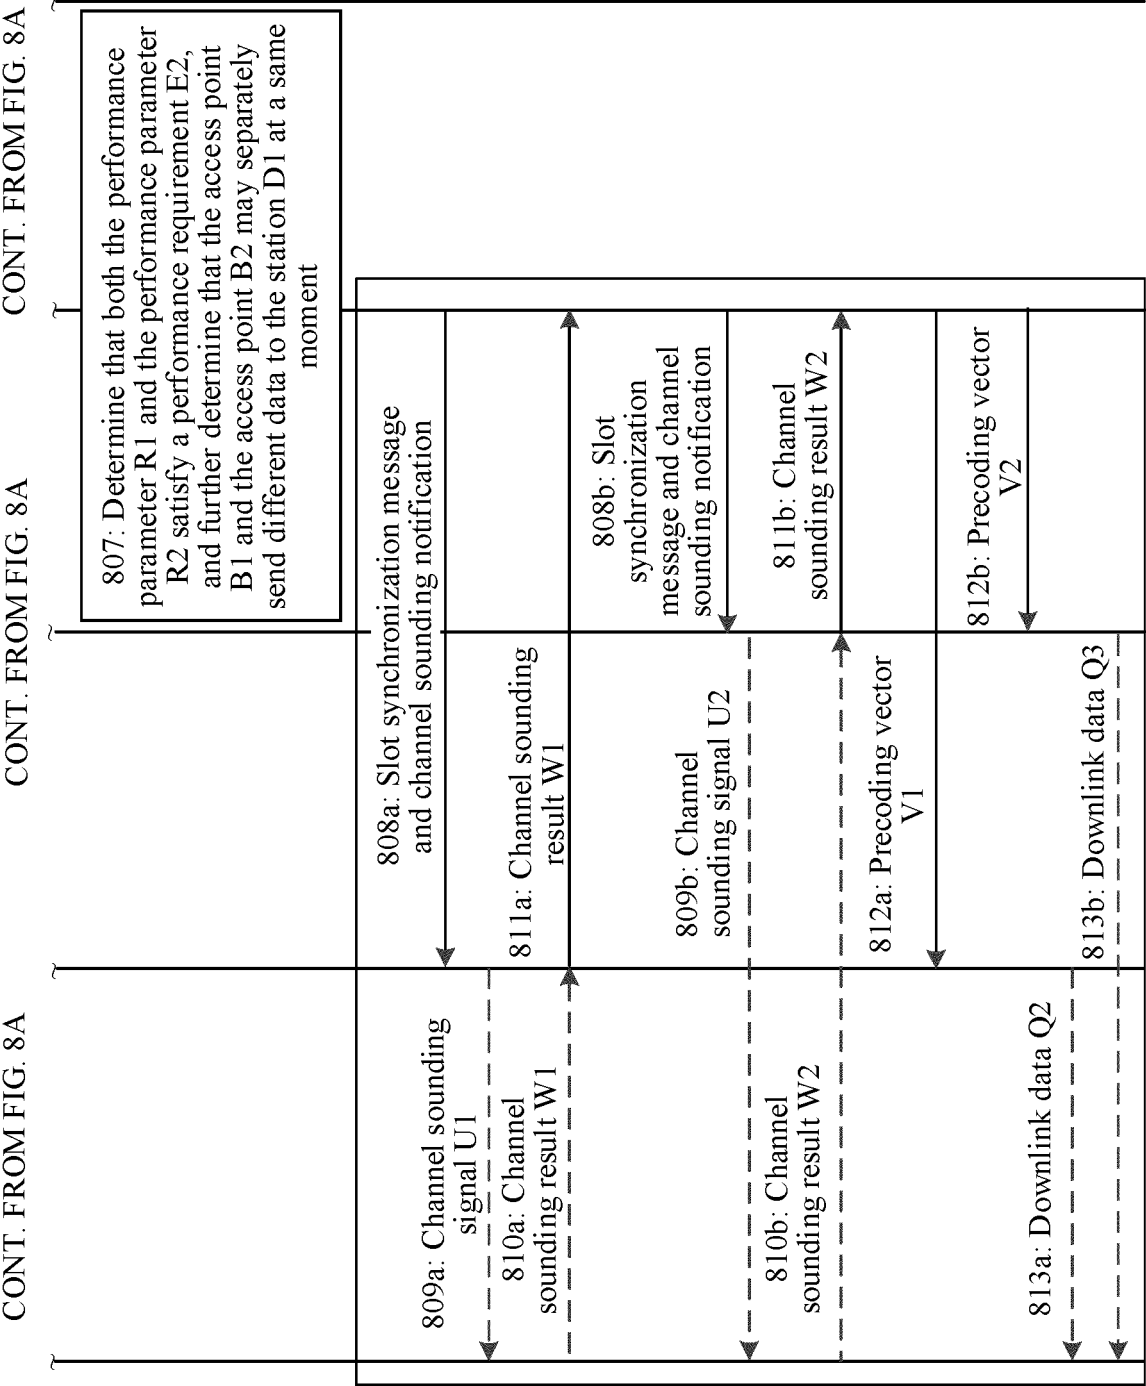 CONT. FROM FIG. 8A
CONT. FROM FIG. 8A
CONT. FROM FIG. 8A
807: Determine that both the performance
parameter R1 and the performance parameter
R2 satisfy a performance requirement E2,
and further determine that the access point
B1 and the access point B2 may separately
send different data to the station D1 at a same
moment
808a: Slot synchronization message
and channel sounding notification
809a: Channel sounding
signal U1
810a: Channel
sounding result W1
811a: Channel sounding
result W1
808b: Slot
synchronization
message and channel
sounding notification
809b: Channel
sounding signal U2
810b: Channel
sounding result W2
811b: Channel
sounding result W2
812a: Precoding vector
V1
812b: Precoding vector
V2
813a: Downlink data Q2
813b: Downlink data Q3